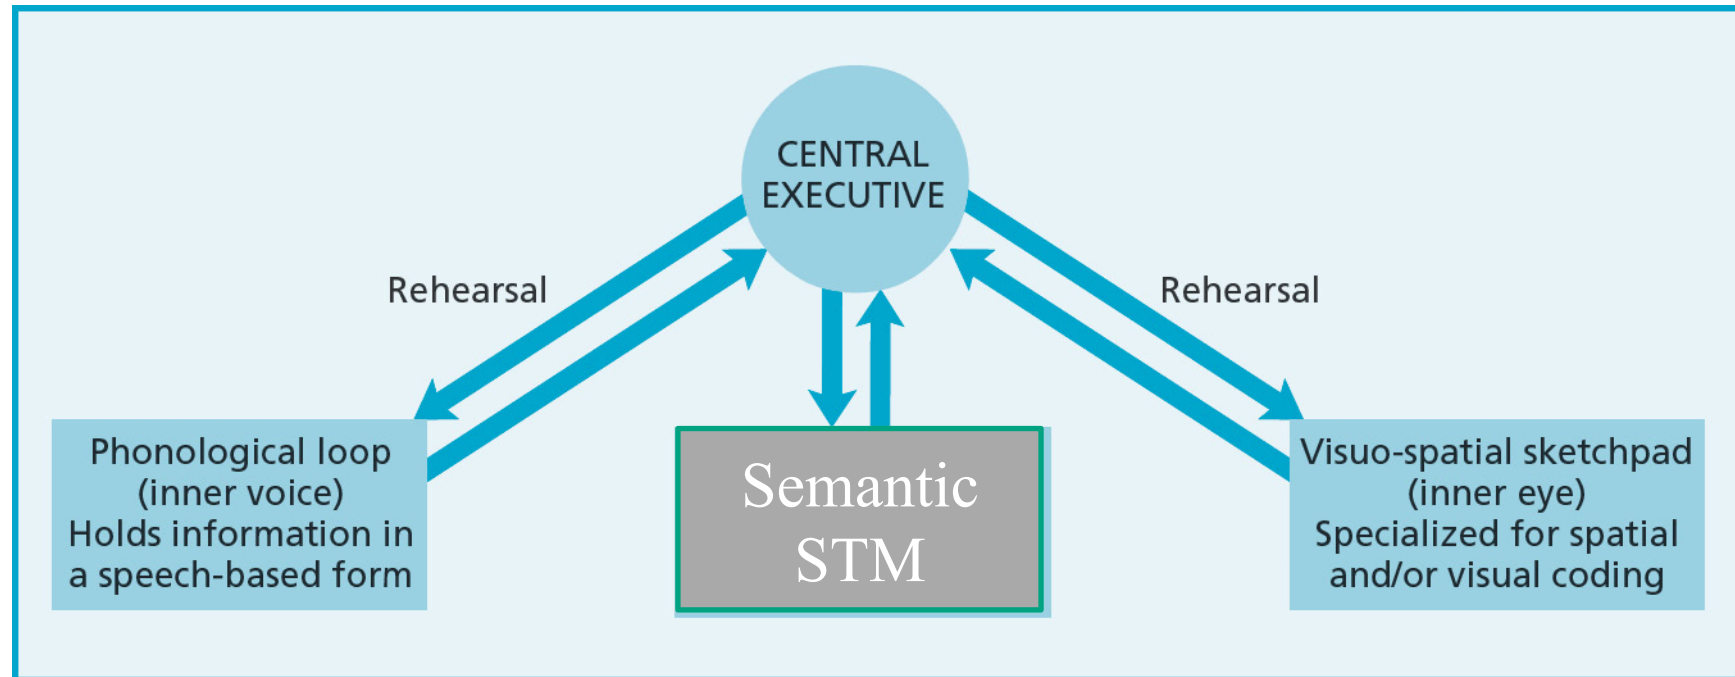 CENTRAL
EXECUTIVE
Rehearsal
Rehearsal
Phonological loop
(inner voice)
Holds information in
a speech-based form
Semantic
STM
Visuo-spatial sketchpad
(inner eye)
Specialized for spatial
and/or visual coding